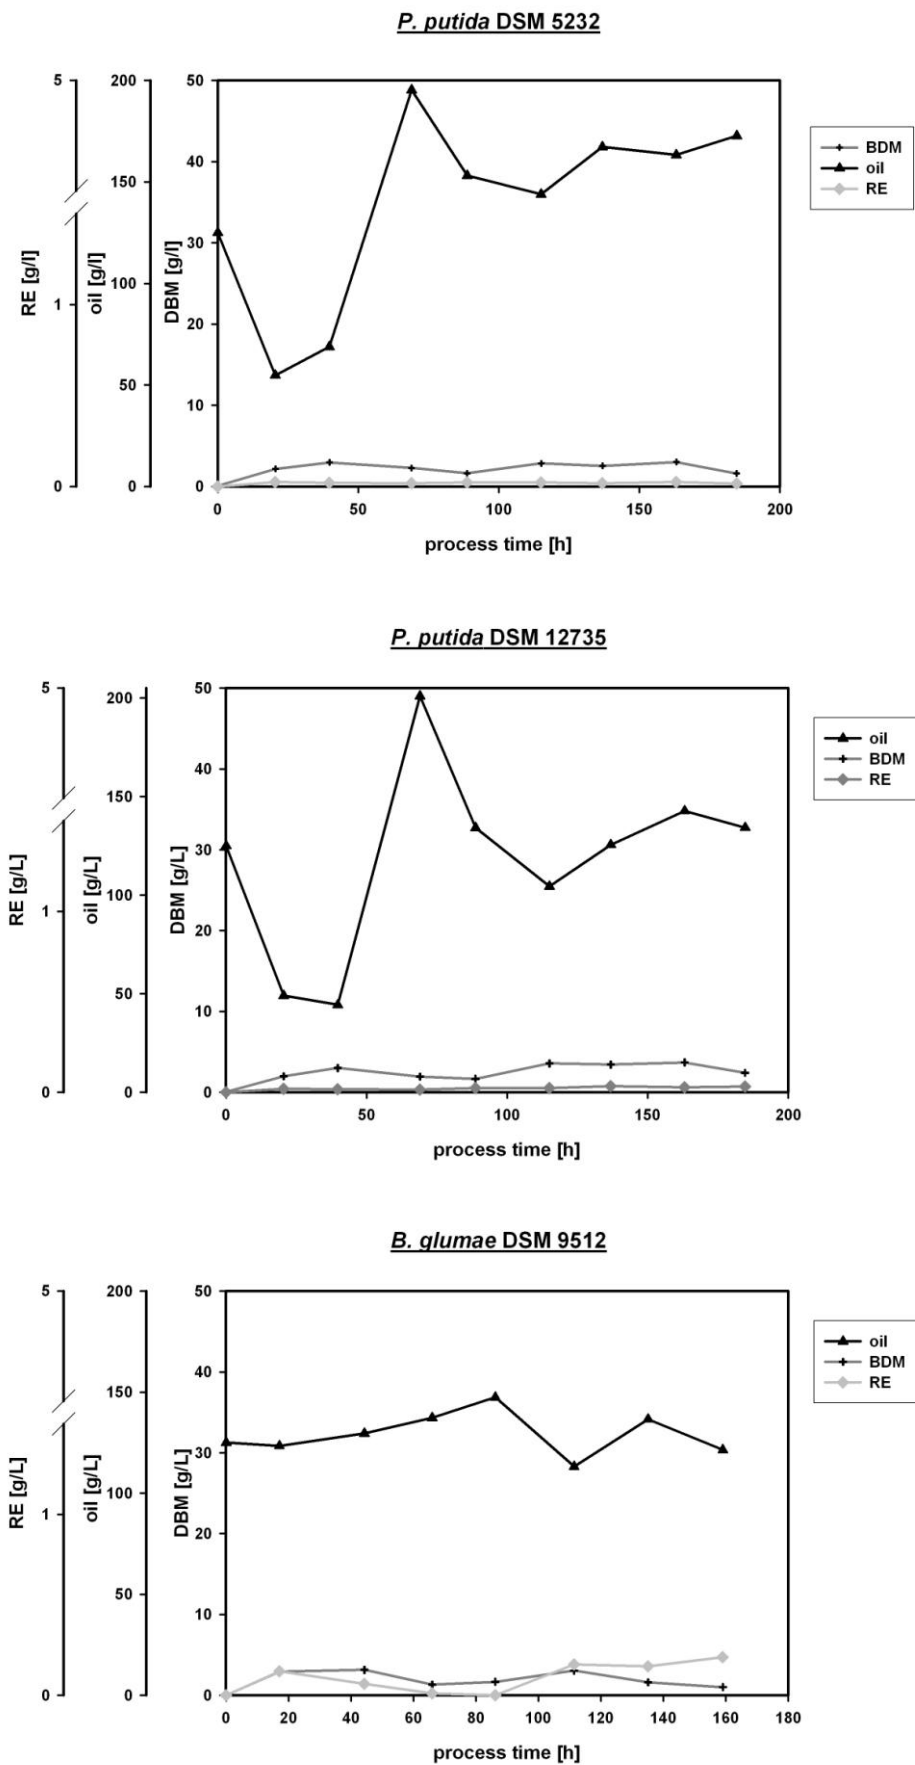 P. putida DSM 5232
5
200
50
BDM
oil
RE
40
150
30
RE [g/l]
oil [g/l]
DBM [g/l]
100
1
20
50
10
0
0
0
0
50
100
150
200
process time [h]
P. putida DSM 12735
5
200
50
oil
BDM
RE
40
150
30
RE [g/L]
oil [g/L]
DBM [g/L]
100
1
20
50
10
0
0
0
0
50
100
150
200
process time [h]
B. glumae DSM 9512
5
200
50
oil
BDM
RE
40
150
30
RE [g/L]
oil [g/L]
DBM [g/L]
100
1
20
50
10
0
0
0
0
20
40
60
80
100
120
140
160
180
process time [h]